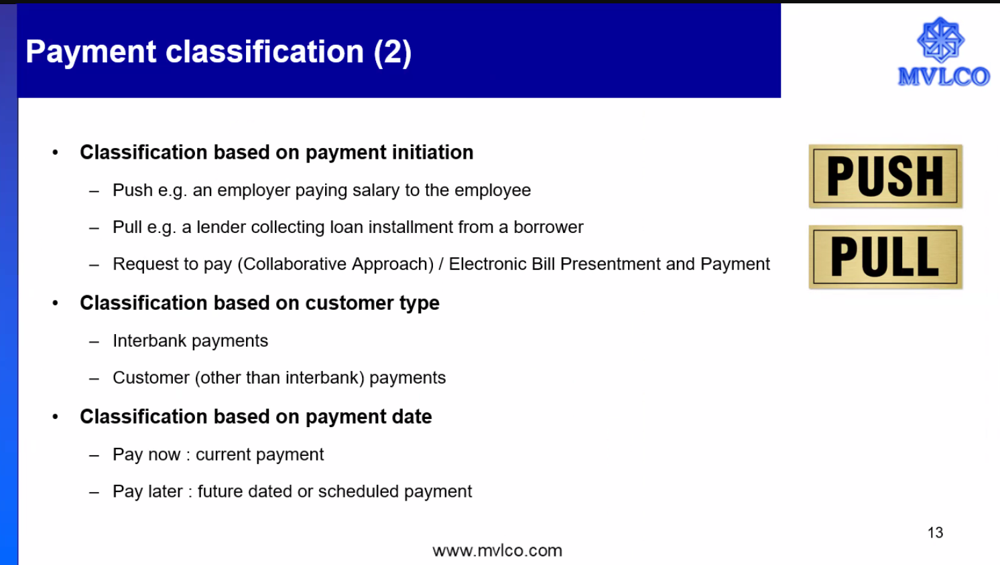 Payment classification (2)
MVLCO
• Classification based on payment initiation
– Push e.g. an employer paying salary to the employee
– Pull e.g. a lender collecting loan installment from a borrower
– Request to pay (Collaborative Approach) / Electronic Bill Presentment and Payment
PUSH
PULL
• Classification based on customer type
– Interbank payments
– Customer (other than interbank) payments
• Classification based on payment date
– Pay now : current payment
– Pay later : future dated or scheduled payment
13
www.mvlco.com